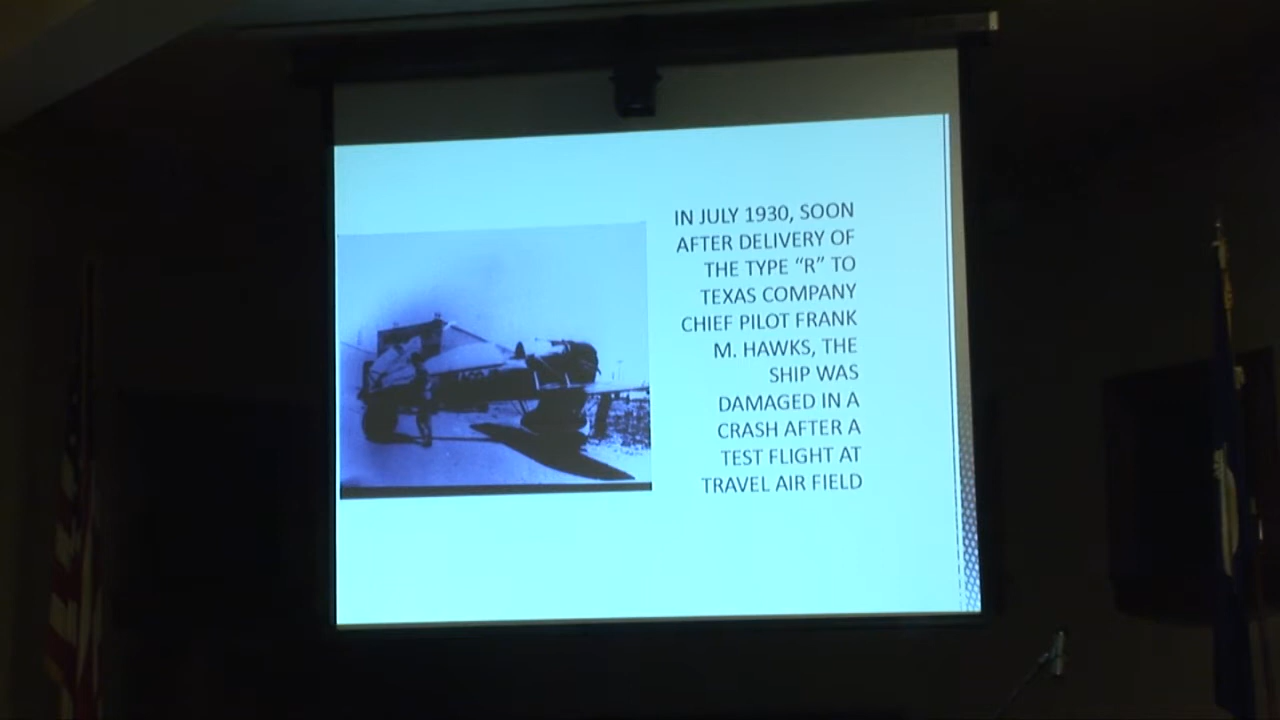 IN JULY 1930, SOON
AFTER DELIVERY OF
THE TYPE “R” TO
TEXAS COMPANY
CHIEF PILOT FRANK
M. HAWKS, THE
SHIP WAS
DAMAGED IN A
CRASH AFTER A
TEST FLIGHT AT
TRAVEL AIR FIELD